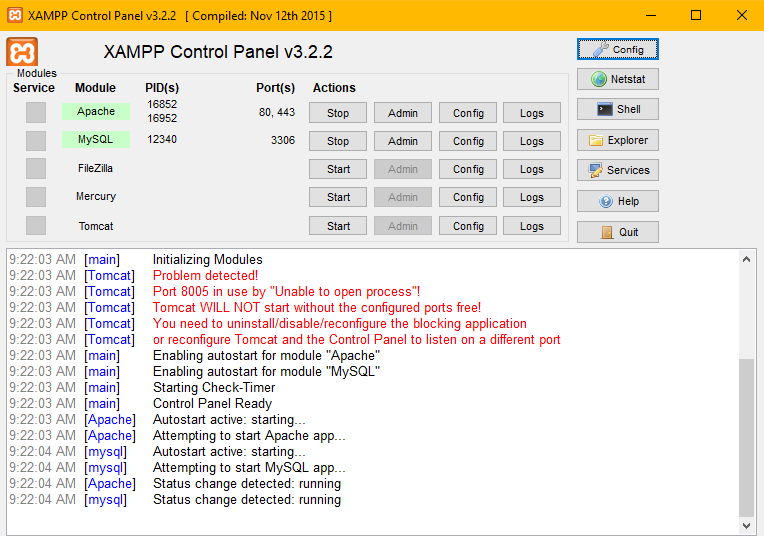 XAMPP Control Panel v3.2.2 [ Compiled: Nov 12th 2015 ]
XAMPP Control Panel v3.2.2
Config
Modules
Service Module PID(s) Port(s) Actions
Netstat
Apache 16852 16952 80, 443 Stop Admin Config Logs
Shell
MySQL 12340 3306 Stop Admin Config Logs
Explorer
FileZilla Start Admin Config Logs
Services
Mercury Start Admin Config Logs
Help
Tomcat Start Admin Config Logs
Quit
9:22:03 AM [main] Initializing Modules
9:22:03 AM [Tomcat] Problem detected!
9:22:03 AM [Tomcat] Port 8005 in use by "Unable to open process"!
9:22:03 AM [Tomcat] Tomcat WILL NOT start without the configured ports free!
9:22:03 AM [Tomcat] You need to uninstall/disable/reconfigure the blocking application
9:22:03 AM [Tomcat] or reconfigure Tomcat and the Control Panel to listen on a different port
9:22:03 AM [main] Enabling autostart for module "Apache"
9:22:03 AM [main] Enabling autostart for module "MySQL"
9:22:03 AM [main] Starting Check-Timer
9:22:03 AM [main] Control Panel Ready
9:22:03 AM [Apache] Autostart active: starting...
9:22:03 AM [Apache] Attempting to start Apache app...
9:22:04 AM [mysql] Autostart active: starting...
9:22:04 AM [mysql] Attempting to start MySQL app...
9:22:04 AM [Apache] Status change detected: running
9:22:04 AM [mysql] Status change detected: running